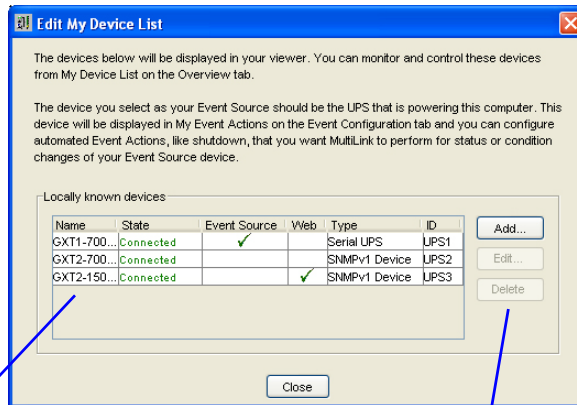 Edit My Device List
The devices below will be displayed in your viewer. You can monitor and control these devices
from My Device List on the Overview tab.
The device you select as your Event Source should be the UPS that is powering this computer. This
device will be displayed in My Event Actions on the Event Configuration tab and you can configure
automated Event Actions, like shutdown, that you want MultiLink to perform for status or condition
changes of your Event Source device.
Locally known devices
Name State Event Source Web Type ID
GXT1-700... Connected Serial UPS UPS1
GXT2-700... Connected SNMPv1 Device UPS2
GXT2-150... Connected SNMPv1 Device UPS3
Add...
Edit...
Delete
Close